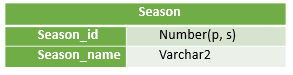 Season
Season_id Number(p, s)
Season_name Varchar2